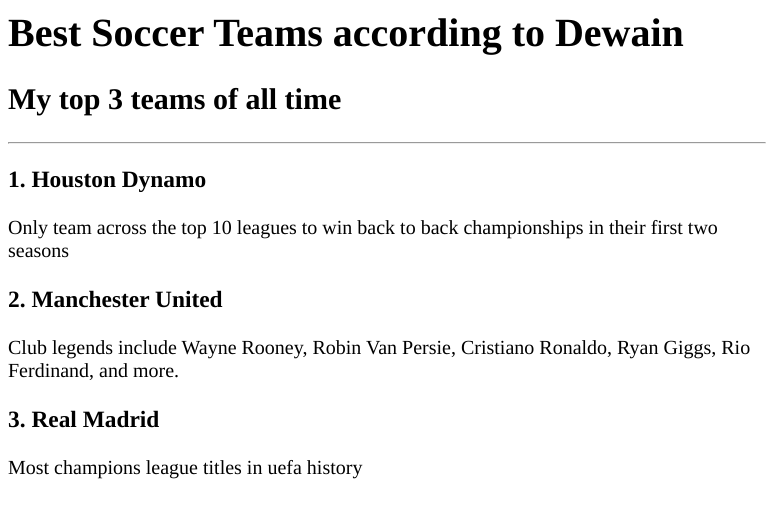 Best Soccer Teams according to Dewain
My top 3 teams of all time
1. Houston Dynamo
Only team across the top 10 leagues to win back to back championships in their first two
seasons
2. Manchester United
Club legends include Wayne Rooney, Robin Van Persie, Cristiano Ronaldo, Ryan Giggs, Rio
Ferdinand, and more.
3. Real Madrid
Most champions league titles in uefa history